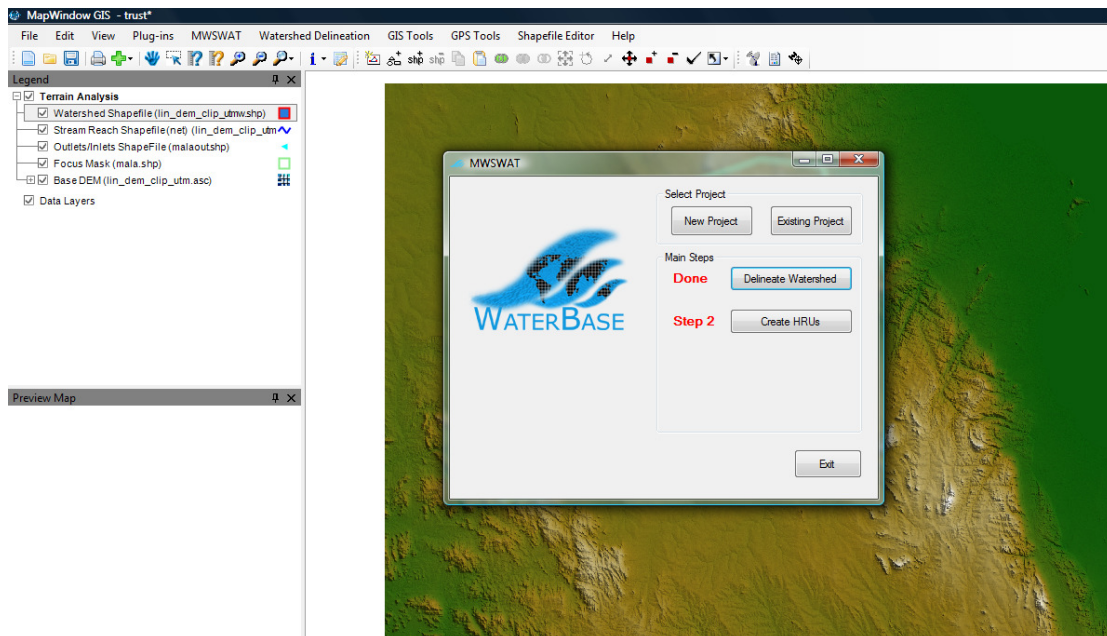 MapWindow GIS - trust*
File Edit View Plug-ins MWSWAT Watershed Delineation GIS Tools GPS Tools Shapefile Editor Help
shp shp
Legend
Terrain Analysis
Watershed Shapefile (lin_dem_clip_utmw.shp)
Stream Reach Shapefile(net) (lin_dem_clip_utm
Outlets/Inlets ShapeFile (malaout.shp)
Focus Mask (mala.shp)
Base DEM (lin_dem_clip_utm.asc)
Data Layers
Preview Map
MWSWAT
WATERBASE
Select Project
New Project Existing Project
Main Steps
Done Delineate Watershed
Step 2 Create HRUs
Exit